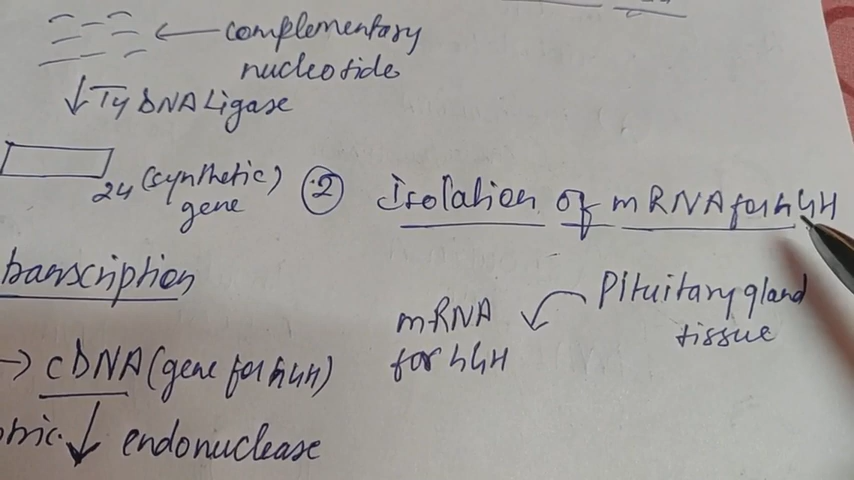 complementary
nucleotide
T4 DNA Ligase
24 (synthetic)
gene
② Isolation of mRNA for hGH
transcription
Pituitary gland
tissue
mRNA
for hGH
→ cDNA (gene for hGH)
endonuclease